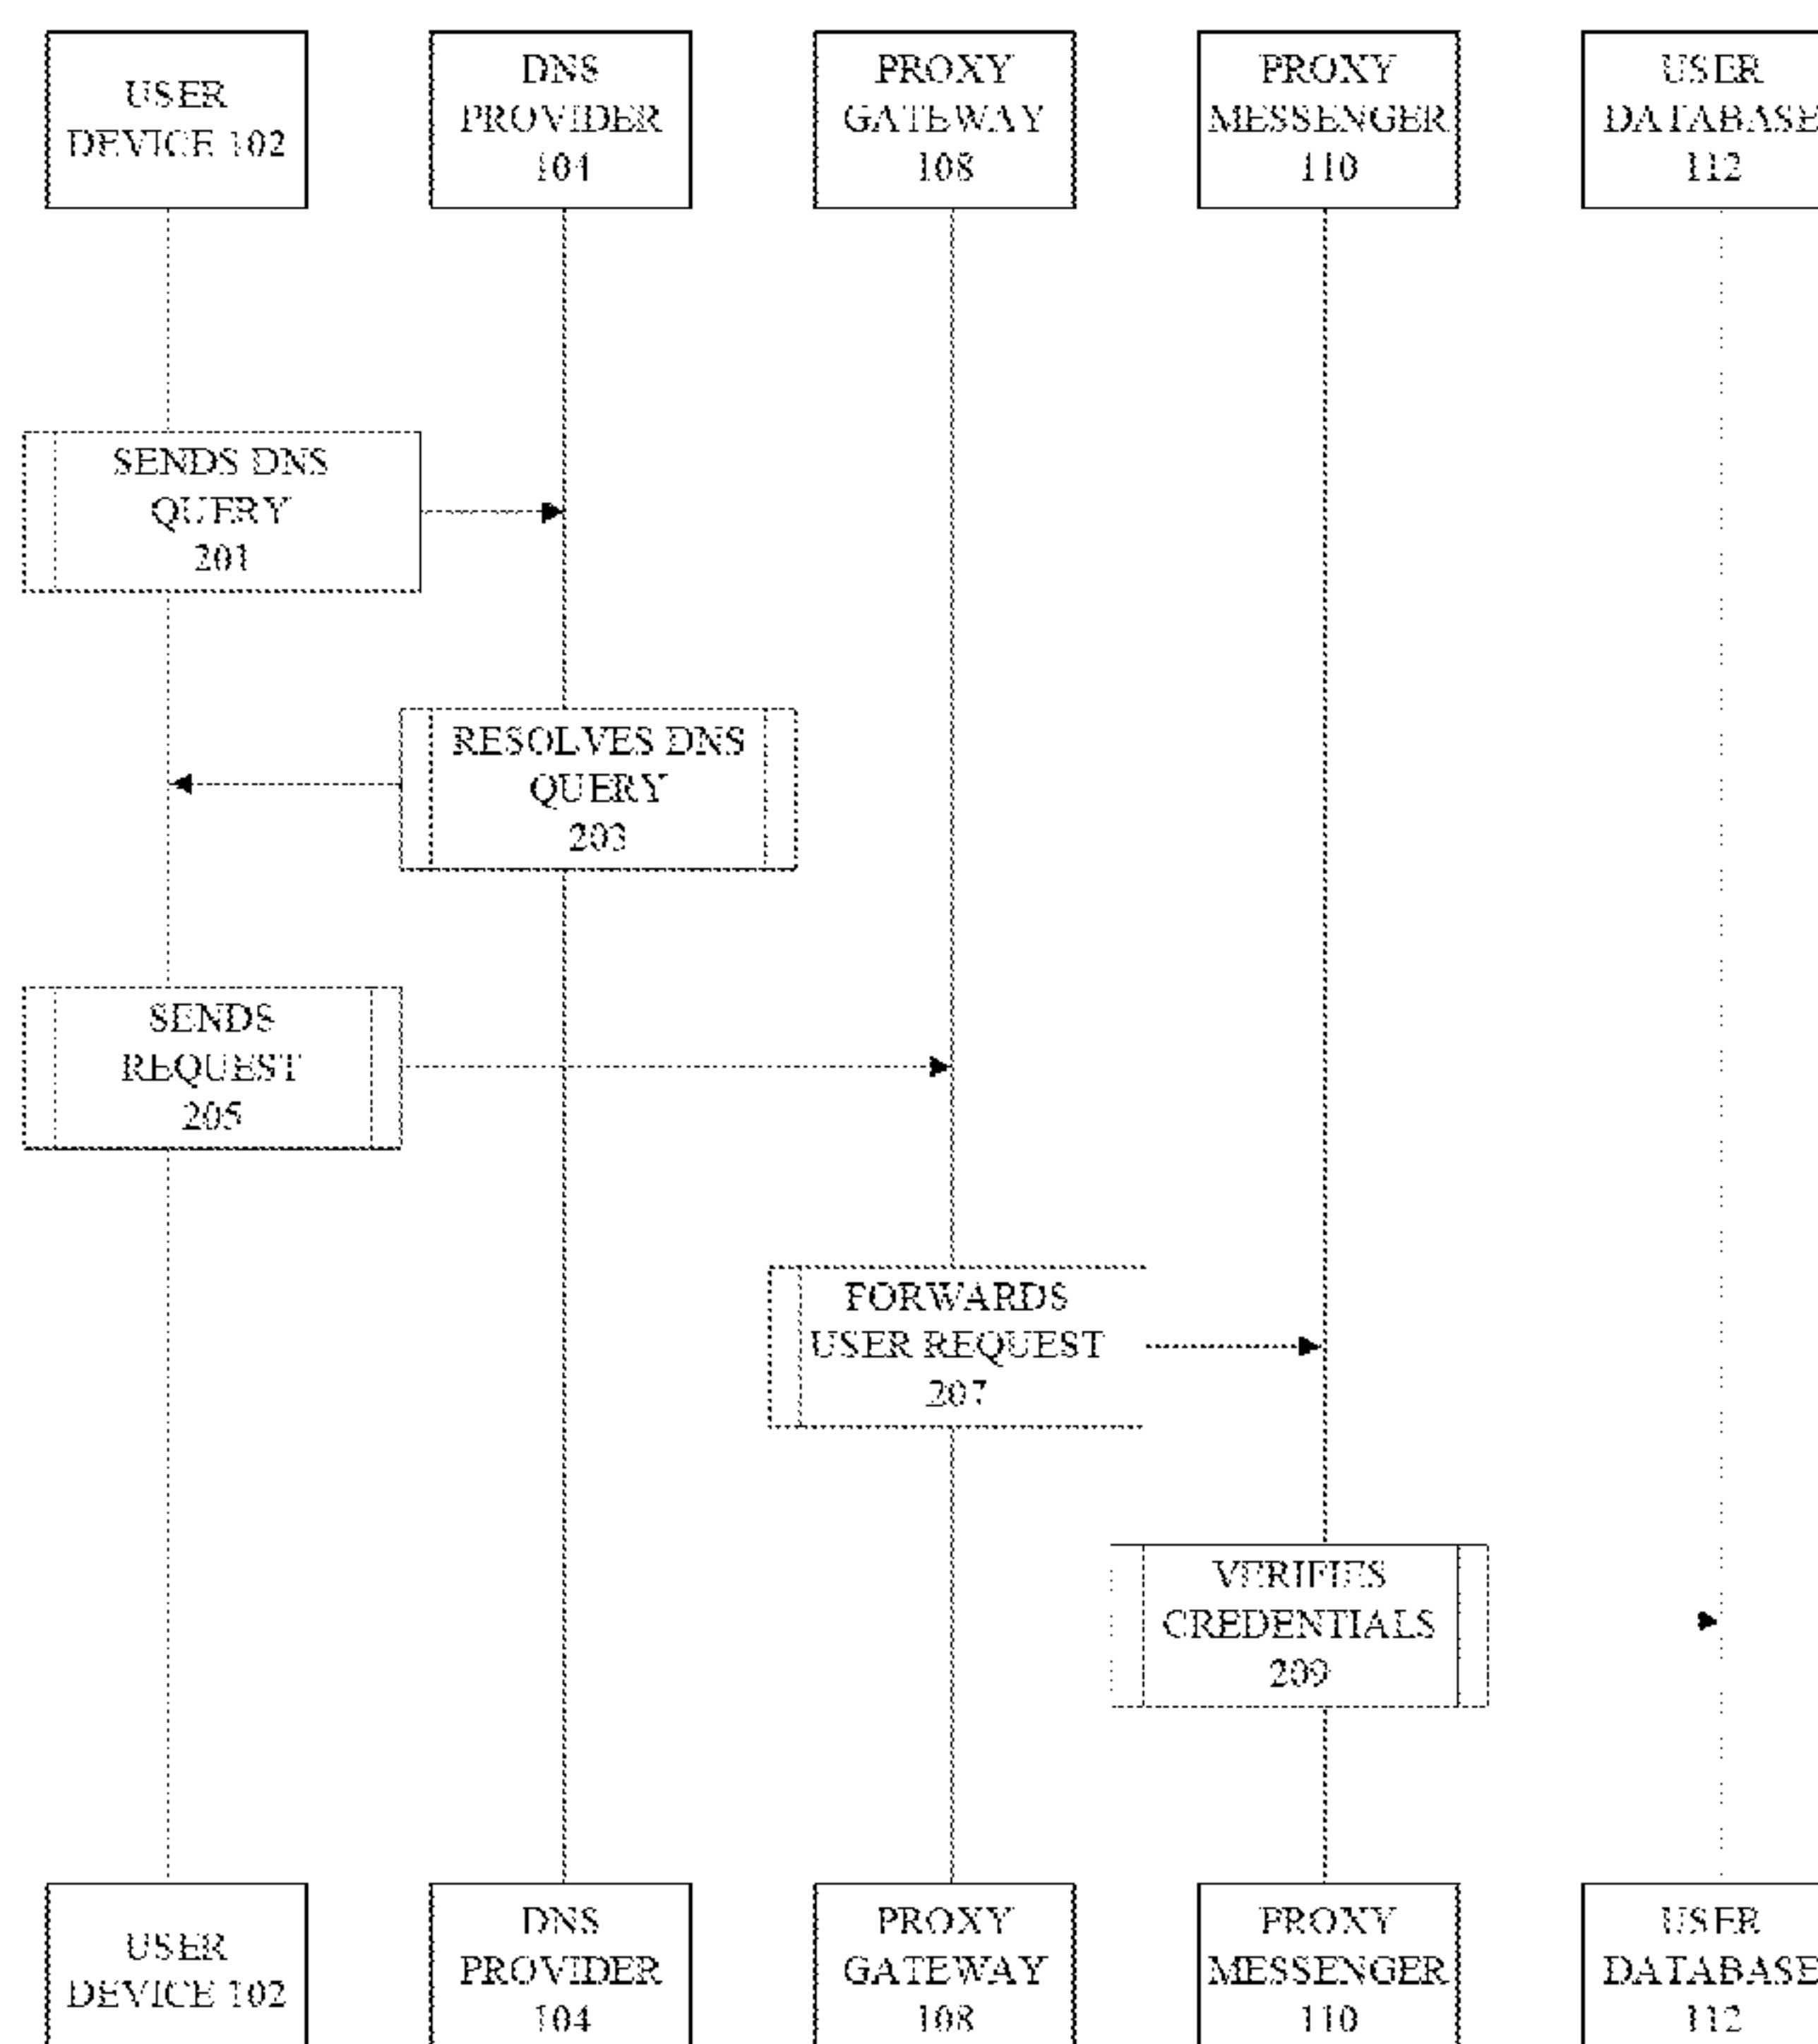 USER
DEVICE 102
DNS
PROVIDER
104
PROXY
GATEWAY
108
PROXY
MESSENGER
110
USER
DATABASE
112
SENDS DNS
QUERY
201
RESOLVES DNS
QUERY
203
SENDS
REQUEST
205
FORWARDS
USER REQUEST
207
VERIFIES
CREDENTIALS
209
USER
DEVICE 102
DNS
PROVIDER
104
PROXY
GATEWAY
108
PROXY
MESSENGER
110
USER
DATABASE
112